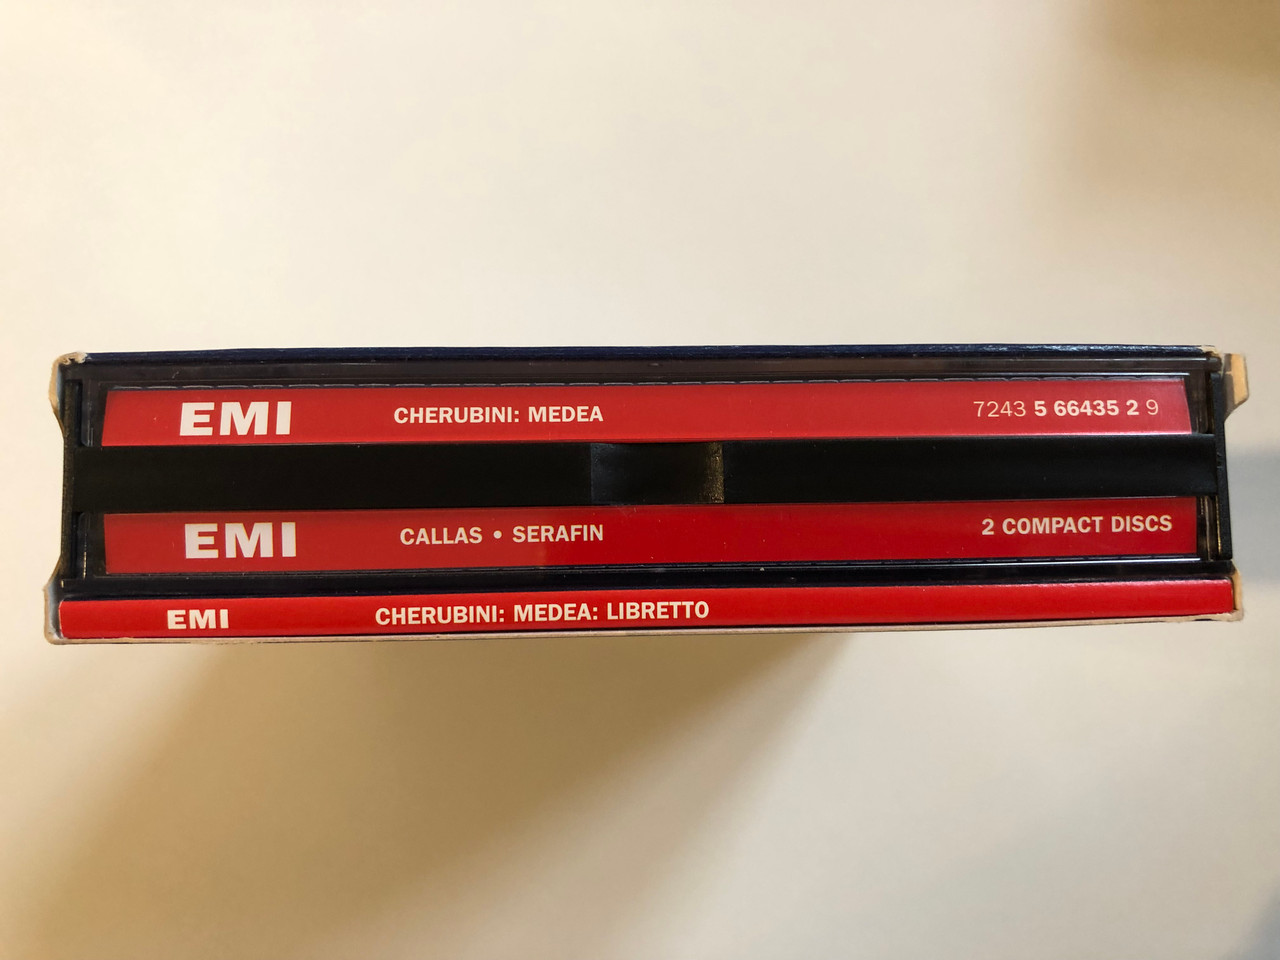 EMI CHERUBINI: MEDEA 7243 5 66435 2 9
EMI CALLAS • SERAFIN 2 COMPACT DISCS
EMI CHERUBINI: MEDEA: LIBRETTO